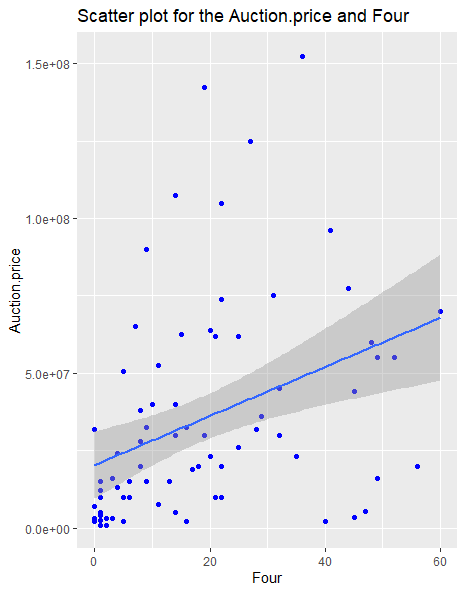 Scatter plot for the Auction.price and Four
1.5e+08
1.0e+08
5.0e+07
0.0e+00
Auction.price
0 20 40 60
Four